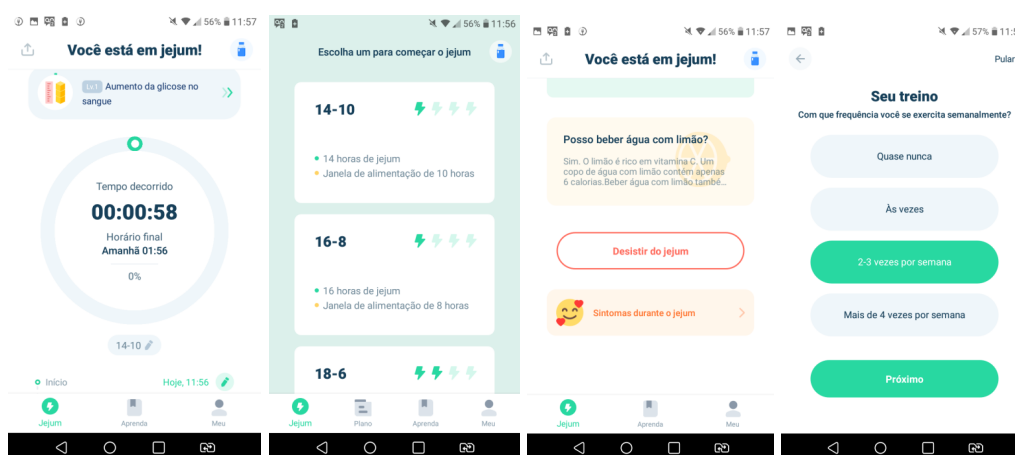 56% 11:57
Você está em jejum!
Lv.1 Aumento da glicose no
sangue
Tempo decorrido
00:00:58
Horário final
Amanhã 01:56
0%
14-10
Início
Hoje, 11:56
Jejum
Aprenda
Meu
56% 11:56
Escolha um para começar o jejum
14-10
14 horas de jejum
Janela de alimentação de 10 horas
16-8
16 horas de jejum
Janela de alimentação de 8 horas
18-6
Jejum
Plano
Aprenda
Meu
56% 11:57
Você está em jejum!
Posso beber água com limão?
Sim. O limão é rico em vitamina C. Um
copo de água com limão contém apenas
6 calorias.Beber água com limão també...
Desistir do jejum
Sintomas durante o jejum
Jejum
Aprenda
Meu
57%
Pular
Seu treino
Com que frequência você se exercita semanalmente?
Quase nunca
Às vezes
2-3 vezes por semana
Mais de 4 vezes por semana
Próximo